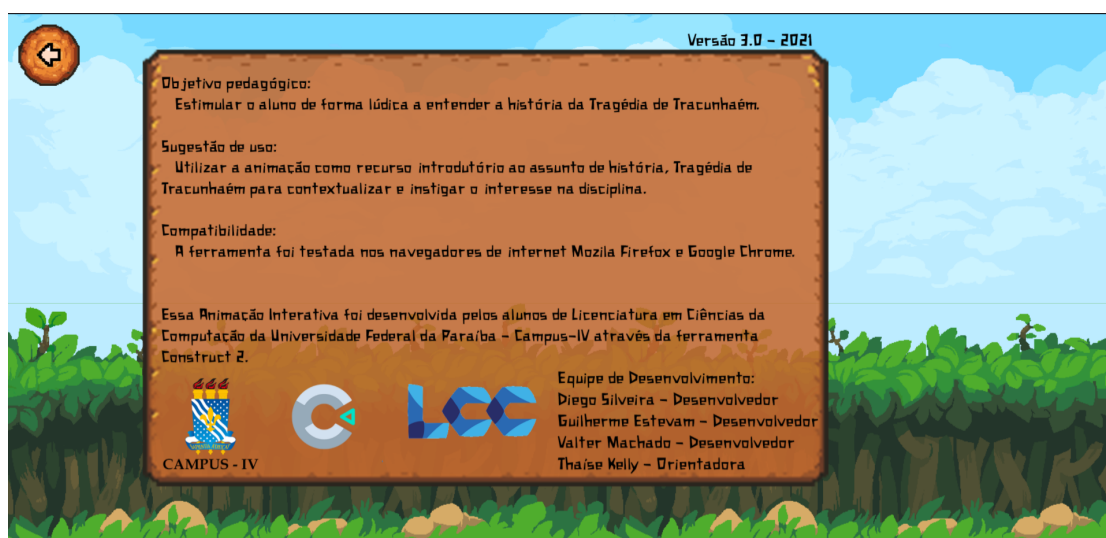 Versão 3.0 - 2021
Objetivo pedagógico:
Estimular o aluno de forma lúdica a entender a história da Tragédia de Tracunhaém.
Sugestão de uso:
Utilizar a animação como recurso introdutório ao assunto de história, Tragédia de
Tracunhaém para contextualizar e instigar o interesse na disciplina.
Compatibilidade:
A ferramenta foi testada nos navegadores de internet Mozila Firefox e Google Chrome.
Essa Animação Interativa foi desenvolvida pelos alunos de Licenciatura em Ciências da
Computação da Universidade Federal da Paraíba - Campus-IV através da ferramenta
Construct 2.
CAMPUS - IV
LCC
Equipe de Desenvolvimento:
Diego Silveira - Desenvolvedor
Guilherme Estevam - Desenvolvedor
Valter Machado - Desenvolvedor
Thaíse Kelly - Orientadora